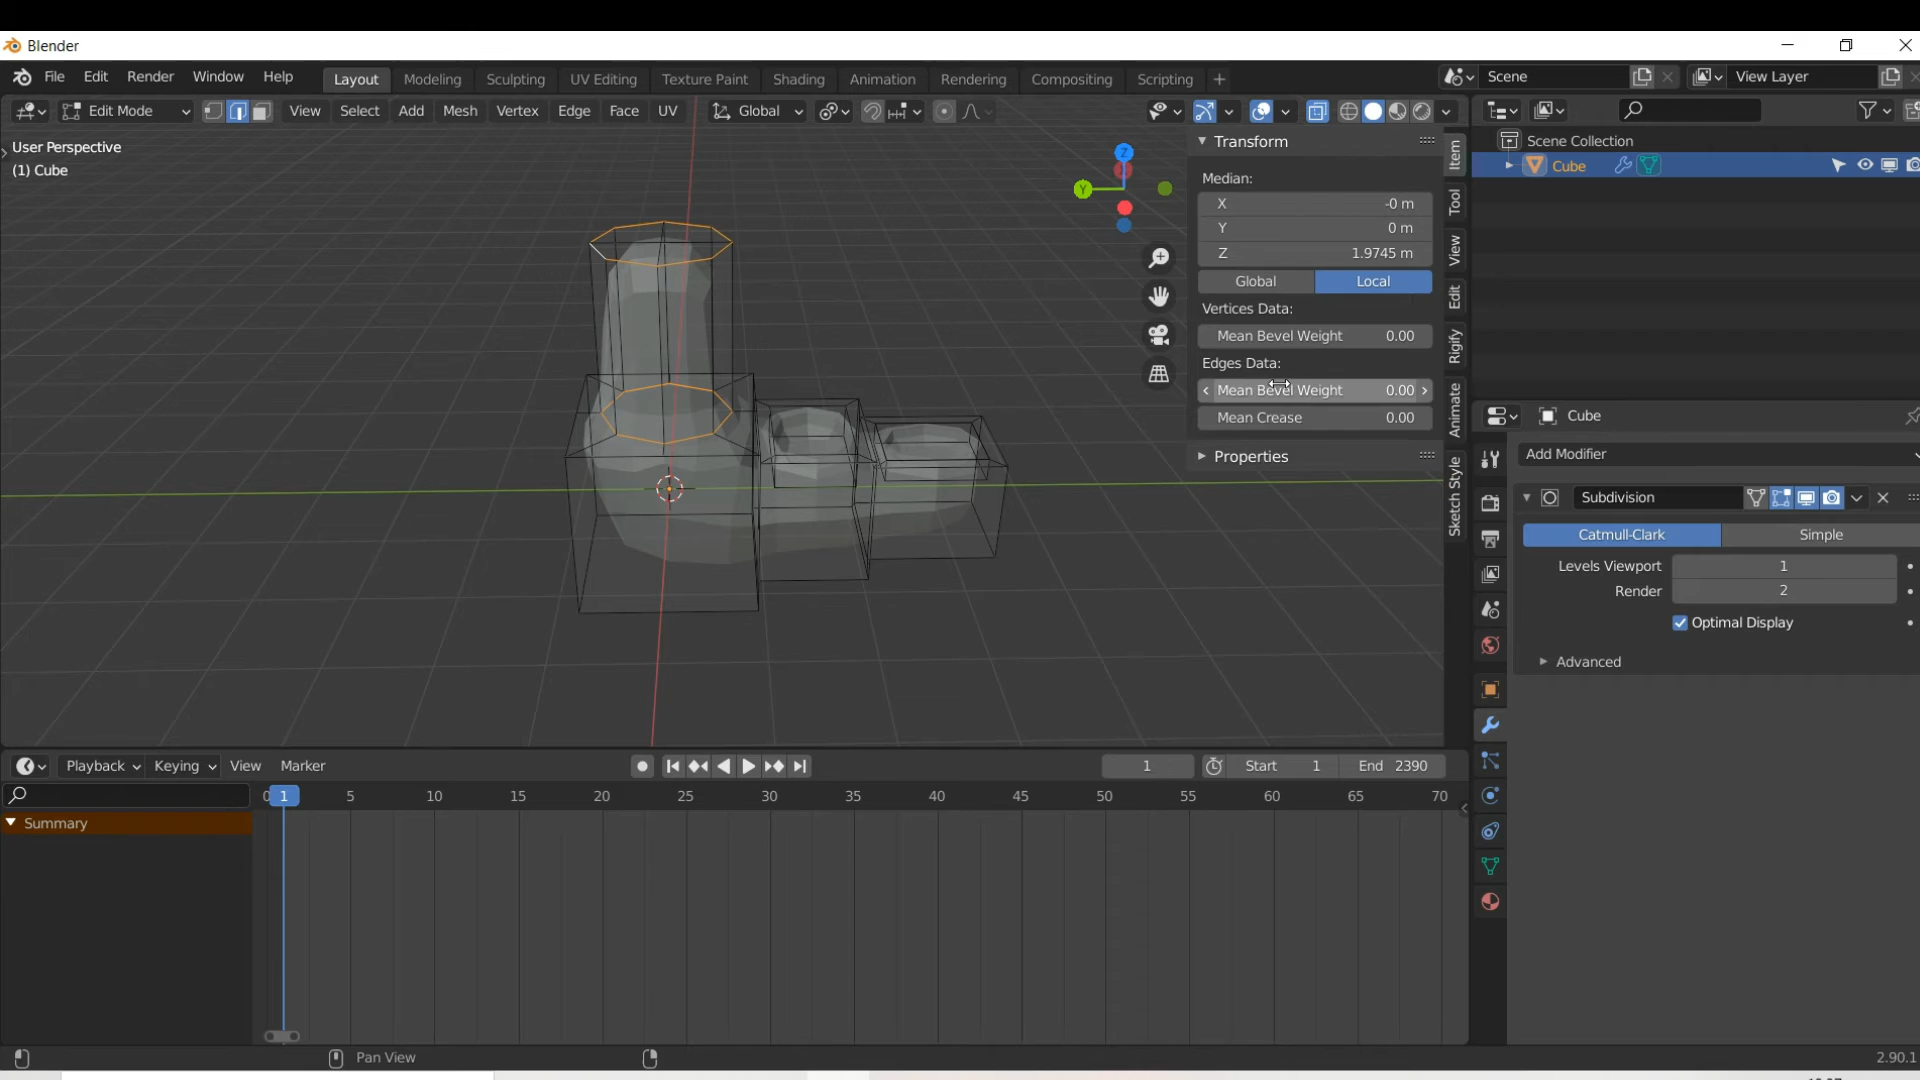 Blender
File Edit Render Window Help Layout Modeling Sculpting UV Editing Texture Paint Shading Animation Rendering Compositing Scripting + Scene View Layer
Edit Mode View Select Add Mesh Vertex Edge Face UV Global
User Perspective
(1) Cube
Z
Y
Transform
Median:
X -0 m
Y 0 m
Z 1.9745 m
Global Local
Vertices Data:
Mean Bevel Weight 0.00
Edges Data:
Mean Bevel Weight 0.00
Mean Crease 0.00
Properties
Item
Tool
View
Edit
Rigify
Animate
Sketch Style
Scene Collection
Cube
Cube
Add Modifier
Subdivision
Catmull-Clark Simple
Levels Viewport 1
Render 2
Optimal Display
Advanced
Playback Keying View Marker 1 Start 1 End 2390
0 1 5 10 15 20 25 30 35 40 45 50 55 60 65 70
Summary
Pan View 2.90.1